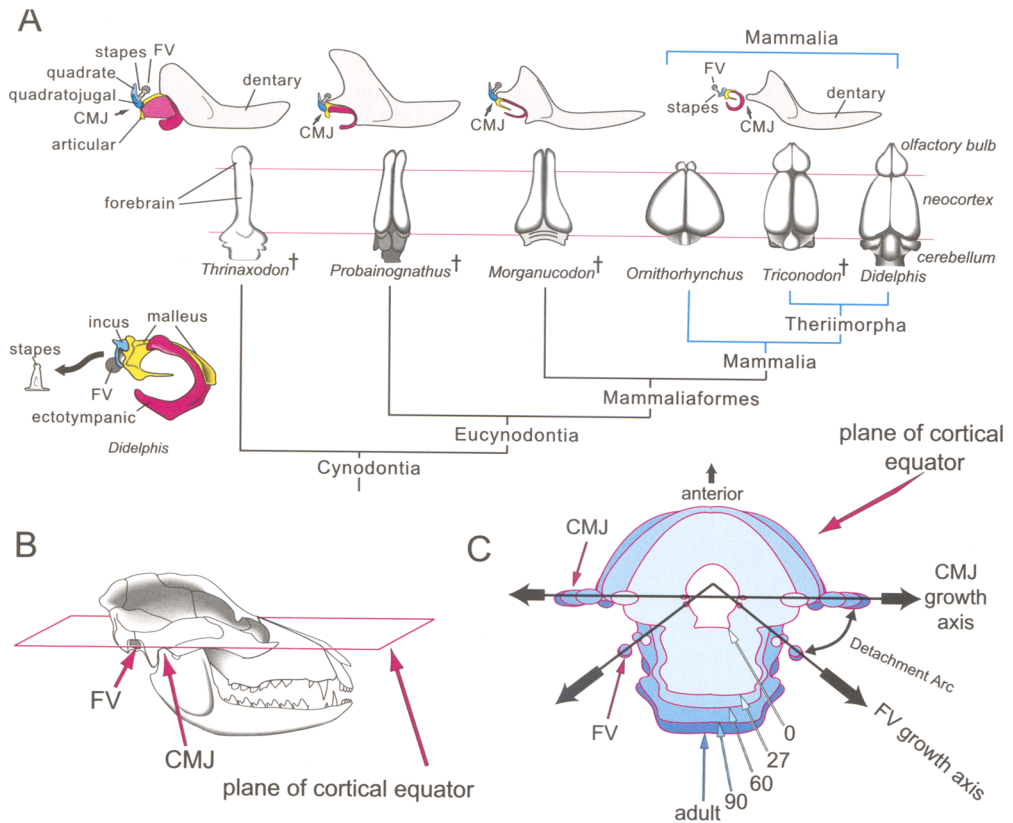 A
Mammalia
stapes
FV
quadrate
quadratojugal
CMJ
articular
dentary
CMJ
CMJ
FV
stapes
CMJ
dentary
olfactory bulb
forebrain
neocortex
cerebellum
Thrinaxodon†
Probainognathus†
Morganucodon†
Ornithorhynchus
Triconodon†
Didelphis
Theriimorpha
Mammalia
Mammaliaformes
Eucynodontia
Cynodontia
incus
malleus
stapes
FV
ectotympanic
Didelphis
B
FV
CMJ
plane of cortical equator
C
plane of cortical
equator
anterior
CMJ
CMJ
growth
axis
Detachment Arc
FV
FV growth axis
0
27
60
90
adult